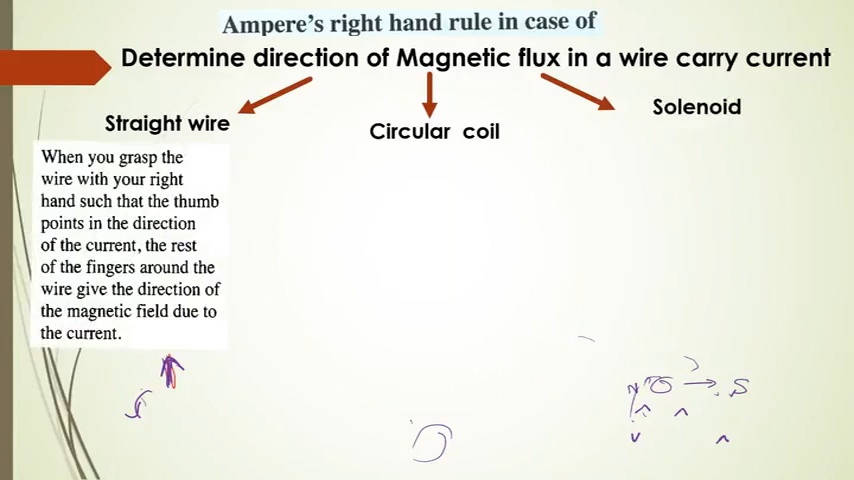 Ampere's right hand rule in case of
Determine direction of Magnetic flux in a wire carry current
Straight wire
Circular coil
Solenoid
When you grasp the
wire with your right
hand such that the thumb
points in the direction
of the current, the rest
of the fingers around the
wire give the direction of
the magnetic field due to
the current.
N
S